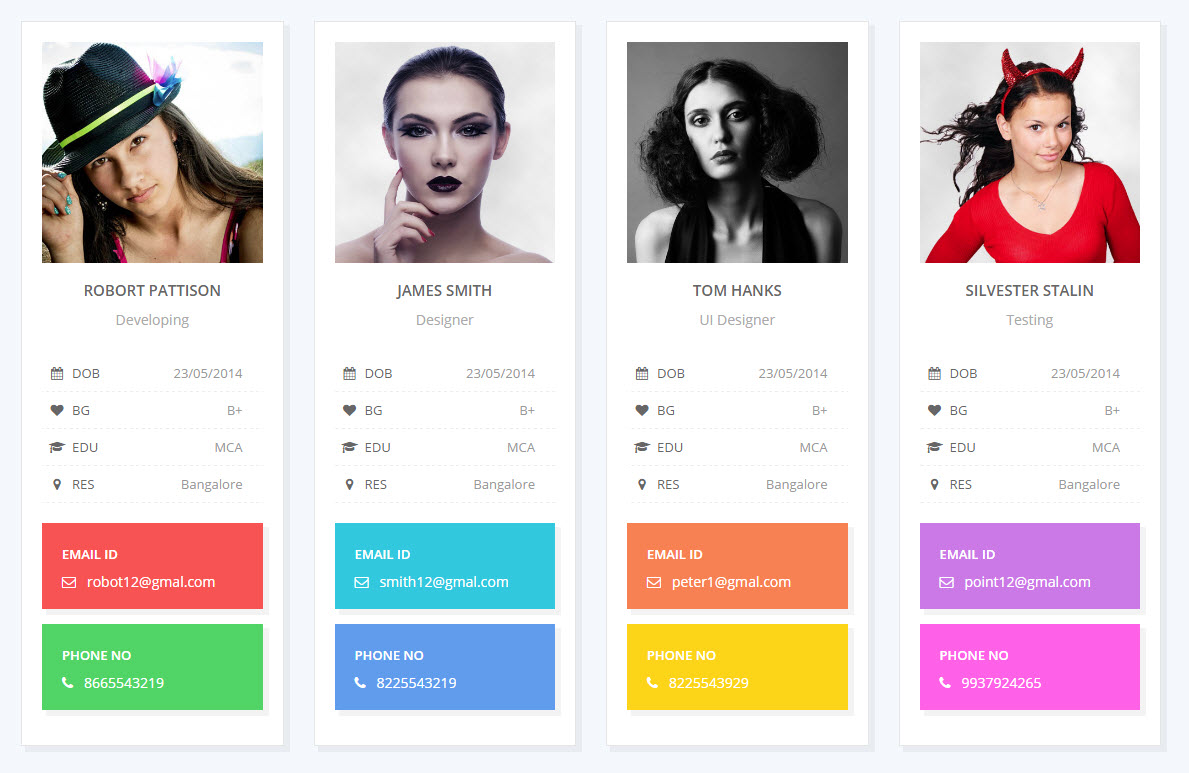 ROBORT PATTISON
Developing
DOB 23/05/2014
BG B+
EDU MCA
RES Bangalore
EMAIL ID
robot12@gmal.com
PHONE NO
8665543219
JAMES SMITH
Designer
DOB 23/05/2014
BG B+
EDU MCA
RES Bangalore
EMAIL ID
smith12@gmal.com
PHONE NO
8225543219
TOM HANKS
UI Designer
DOB 23/05/2014
BG B+
EDU MCA
RES Bangalore
EMAIL ID
peter1@gmal.com
PHONE NO
8225543929
SILVESTER STALIN
Testing
DOB 23/05/2014
BG B+
EDU MCA
RES Bangalore
EMAIL ID
point12@gmal.com
PHONE NO
9937924265